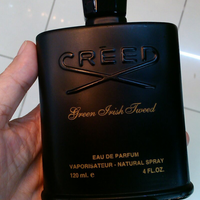 CREED
Green Irish Tweed
EAU DE PARFUM
VAPORISATEUR - NATURAL SPRAY
120 ml. e 4 FL.OZ.